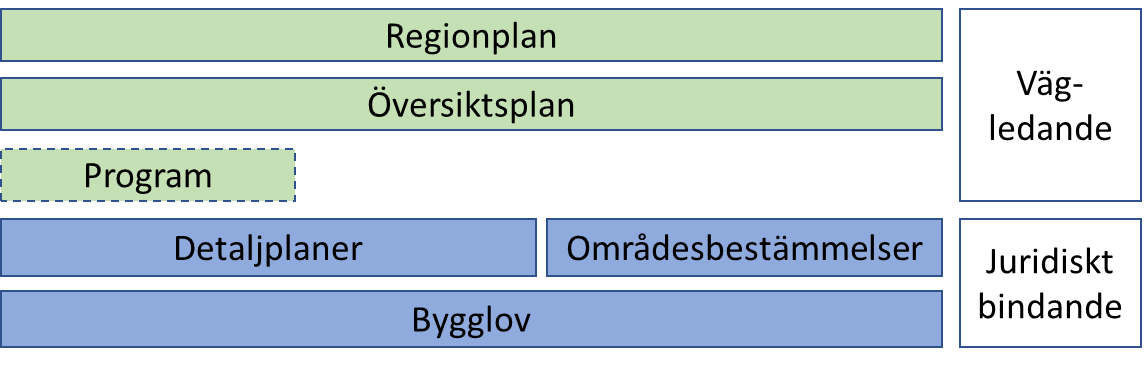 Regionplan
Översiktsplan
Program
Väg-
ledande
Detaljplaner
Områdesbestämmelser
Bygglov
Juridiskt
bindande